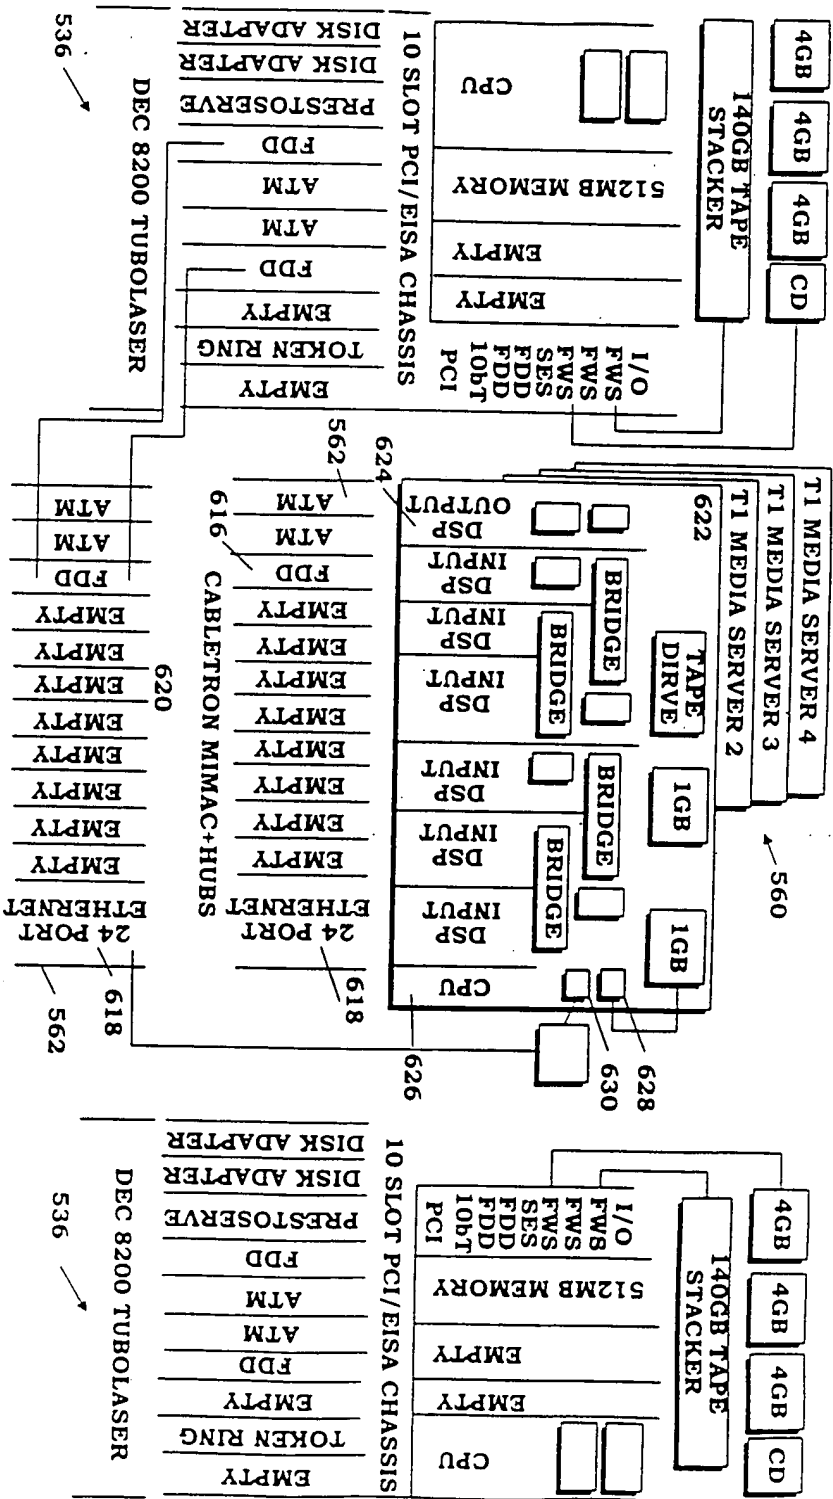 4GB
4GB
4GB
CD
140GB TAPE
STACKER
CPU
512MB MEMORY
EMPTY
EMPTY
I/O
FWS
FWS
FWS
SES
FDD
FDD
10bT
PCI
10 SLOT PCI/EISA CHASSIS
DISK ADAPTER
DISK ADAPTER
PRESTOSERVE
FDD
ATM
ATM
FDD
EMPTY
TOKEN RING
EMPTY
DEC 8200 TUBOLASER
536
T1 MEDIA SERVER 4
T1 MEDIA SERVER 3
T1 MEDIA SERVER 2
560
622
TAPE
DIRVE
1GB
1GB
BRIDGE
BRIDGE
BRIDGE
BRIDGE
628
630
624
DSP
OUTPUT
DSP
INPUT
DSP
INPUT
DSP
INPUT
DSP
INPUT
DSP
INPUT
DSP
INPUT
CPU
626
562
ATM
ATM
FDD
EMPTY
EMPTY
EMPTY
EMPTY
EMPTY
EMPTY
EMPTY
EMPTY
24 PORT
ETHERNET
618
616
CABLETRON MIMAC+HUBS
620
ATM
ATM
FDD
EMPTY
EMPTY
EMPTY
EMPTY
EMPTY
EMPTY
EMPTY
EMPTY
24 PORT
ETHERNET
618
562
4GB
4GB
4GB
CD
140GB TAPE
STACKER
I/O
FWS
FWS
FWS
SES
FDD
FDD
10bT
PCI
512MB MEMORY
EMPTY
EMPTY
CPU
10 SLOT PCI/EISA CHASSIS
DISK ADAPTER
DISK ADAPTER
PRESTOSERVE
FDD
ATM
ATM
FDD
EMPTY
TOKEN RING
EMPTY
DEC 8200 TUBOLASER
536